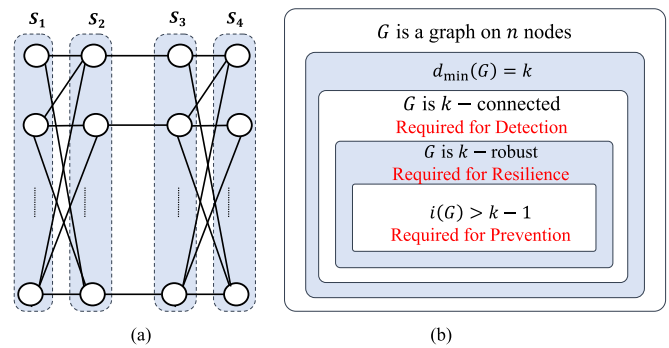 S₁ S₂ S₃ S₄
(a)
G is a graph on n nodes
dₘᵢₙ(G) = k
G is k − connected
Required for Detection
G is k − robust
Required for Resilience
i(G) > k − 1
Required for Prevention
(b)